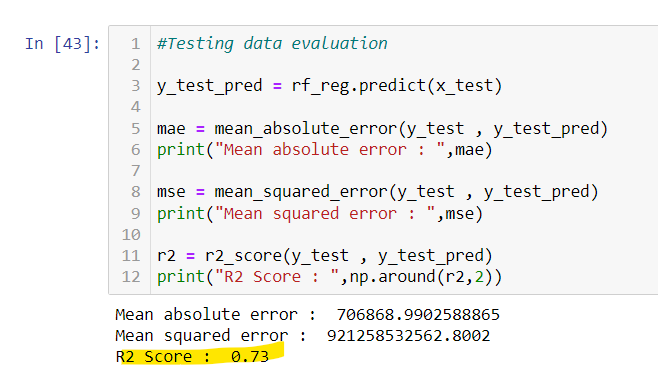 In [43]:
1 #Testing data evaluation
2
3 y_test_pred = rf_reg.predict(x_test)
4
5 mae = mean_absolute_error(y_test , y_test_pred)
6 print("Mean absolute error : ",mae)
7
8 mse = mean_squared_error(y_test , y_test_pred)
9 print("Mean squared error : ",mse)
10
11 r2 = r2_score(y_test , y_test_pred)
12 print("R2 Score : ",np.around(r2,2))
Mean absolute error :  706868.9902588865
Mean squared error :  921258532562.8002
R2 Score :  0.73